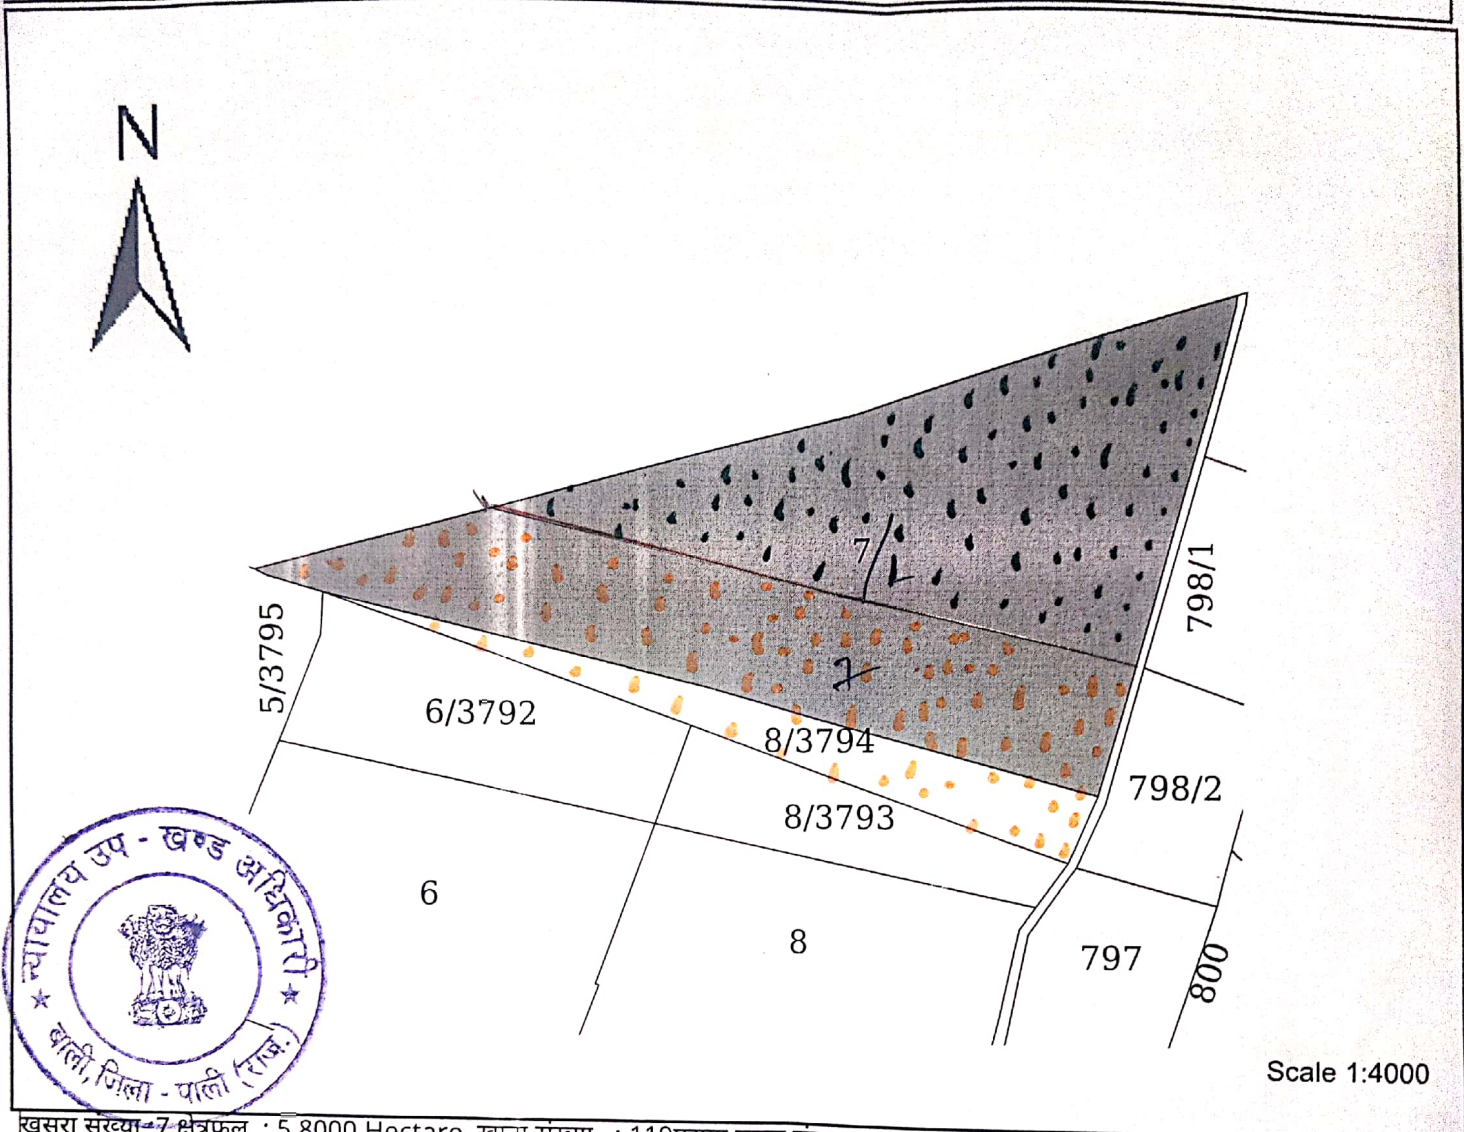 N
7/1
7
5/3795
6/3792
8/3794
8/3793
798/1
798/2
6
8
797
800
न्यायालय उप - खण्ड अधिकारी
बाली, जिला - पाली (राज.)
Scale 1:4000
खसरा संख्या :7 क्षेत्रफल : 5.8000 Hectare